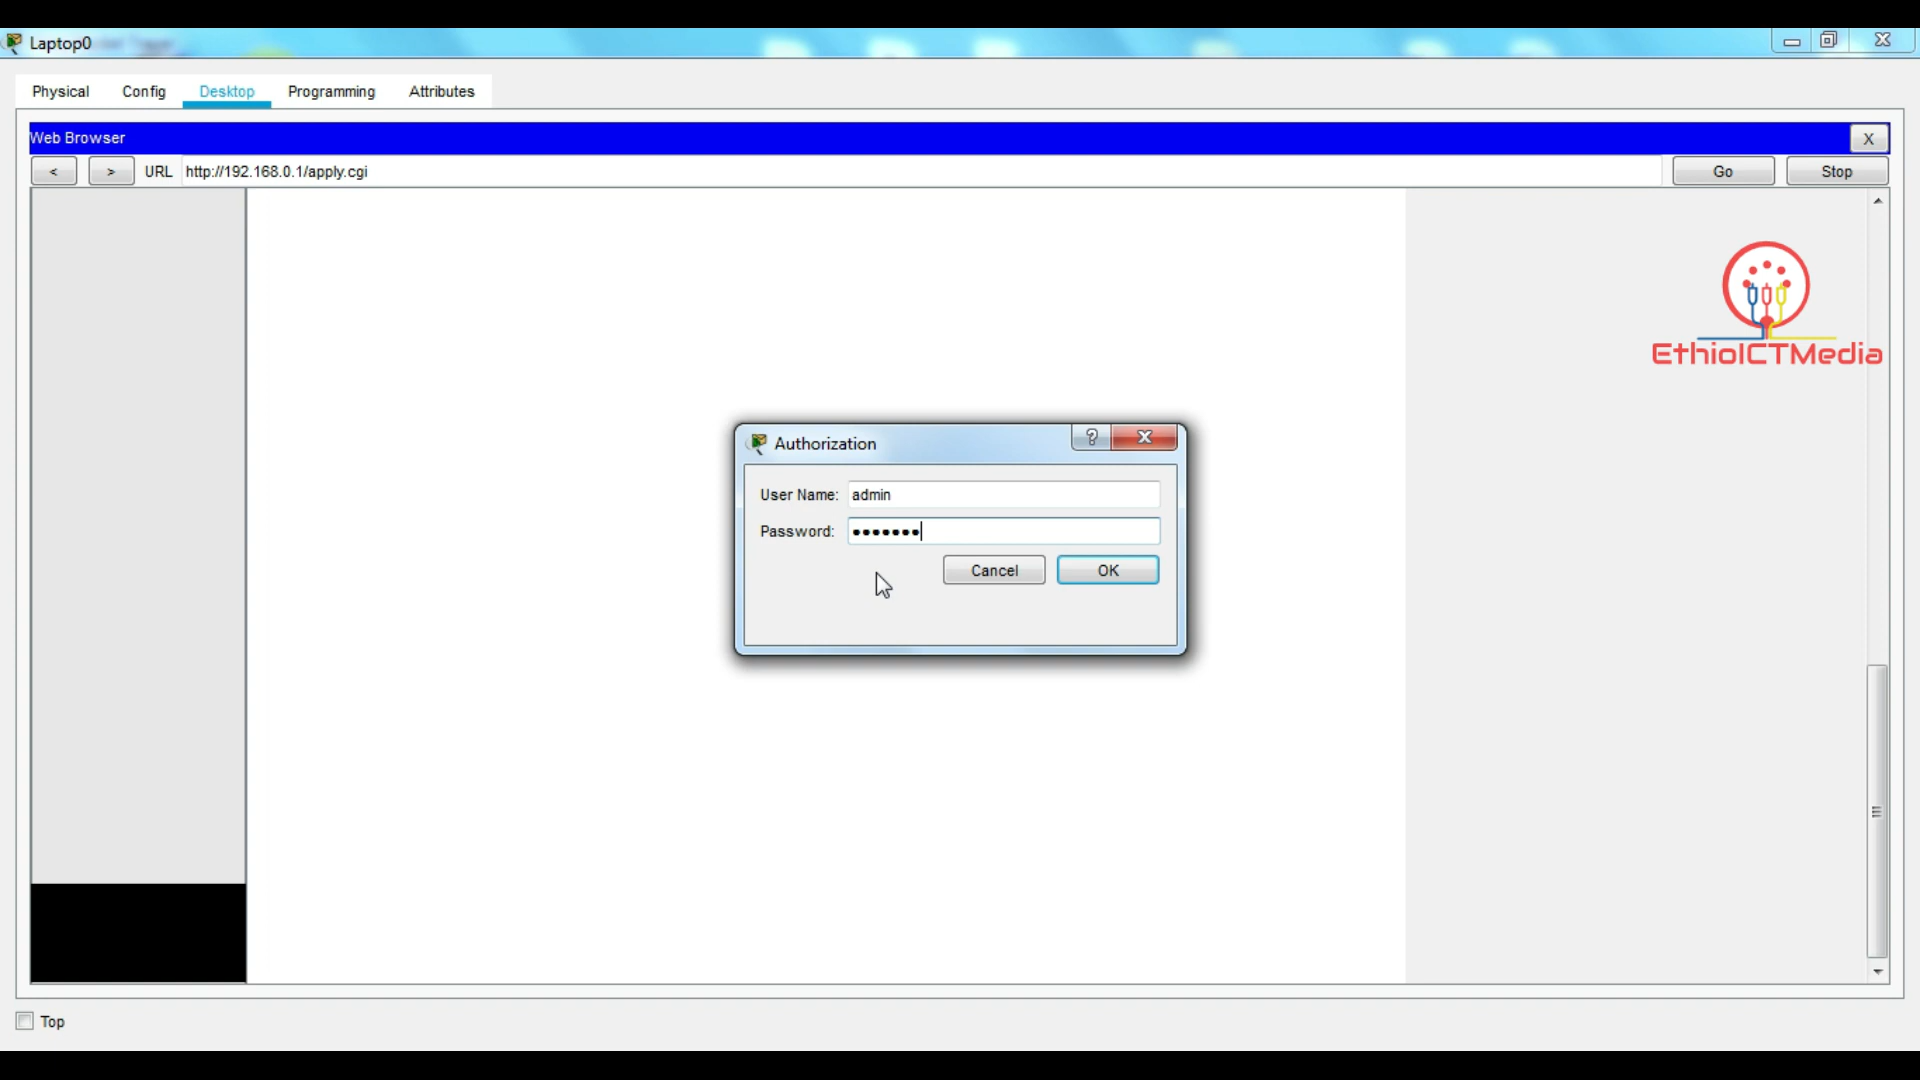 Laptop0
Physical Config Desktop Programming Attributes
Web Browser X
< > URL http://192.168.0.1/apply.cgi Go Stop
EthioICTMedia
Authorization
User Name: admin
Password: •••••••
Cancel OK
Top